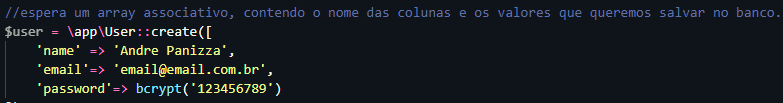 //espera um array associativo, contendo o nome das colunas e os valores que queremos salvar no banco.
$user = \app\User::create([
'name' => 'Andre Panizza',
'email'=> 'email@email.com.br',
'password'=> bcrypt('123456789')